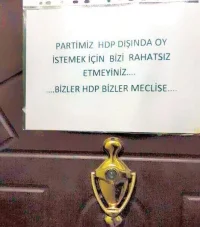 PARTİMİZ HDP DIŞINDA OY
İSTEMEK İÇİN BİZİ RAHATSIZ
ETMEYİNİZ....
....BİZLER HDP BİZLER MECLİSE....